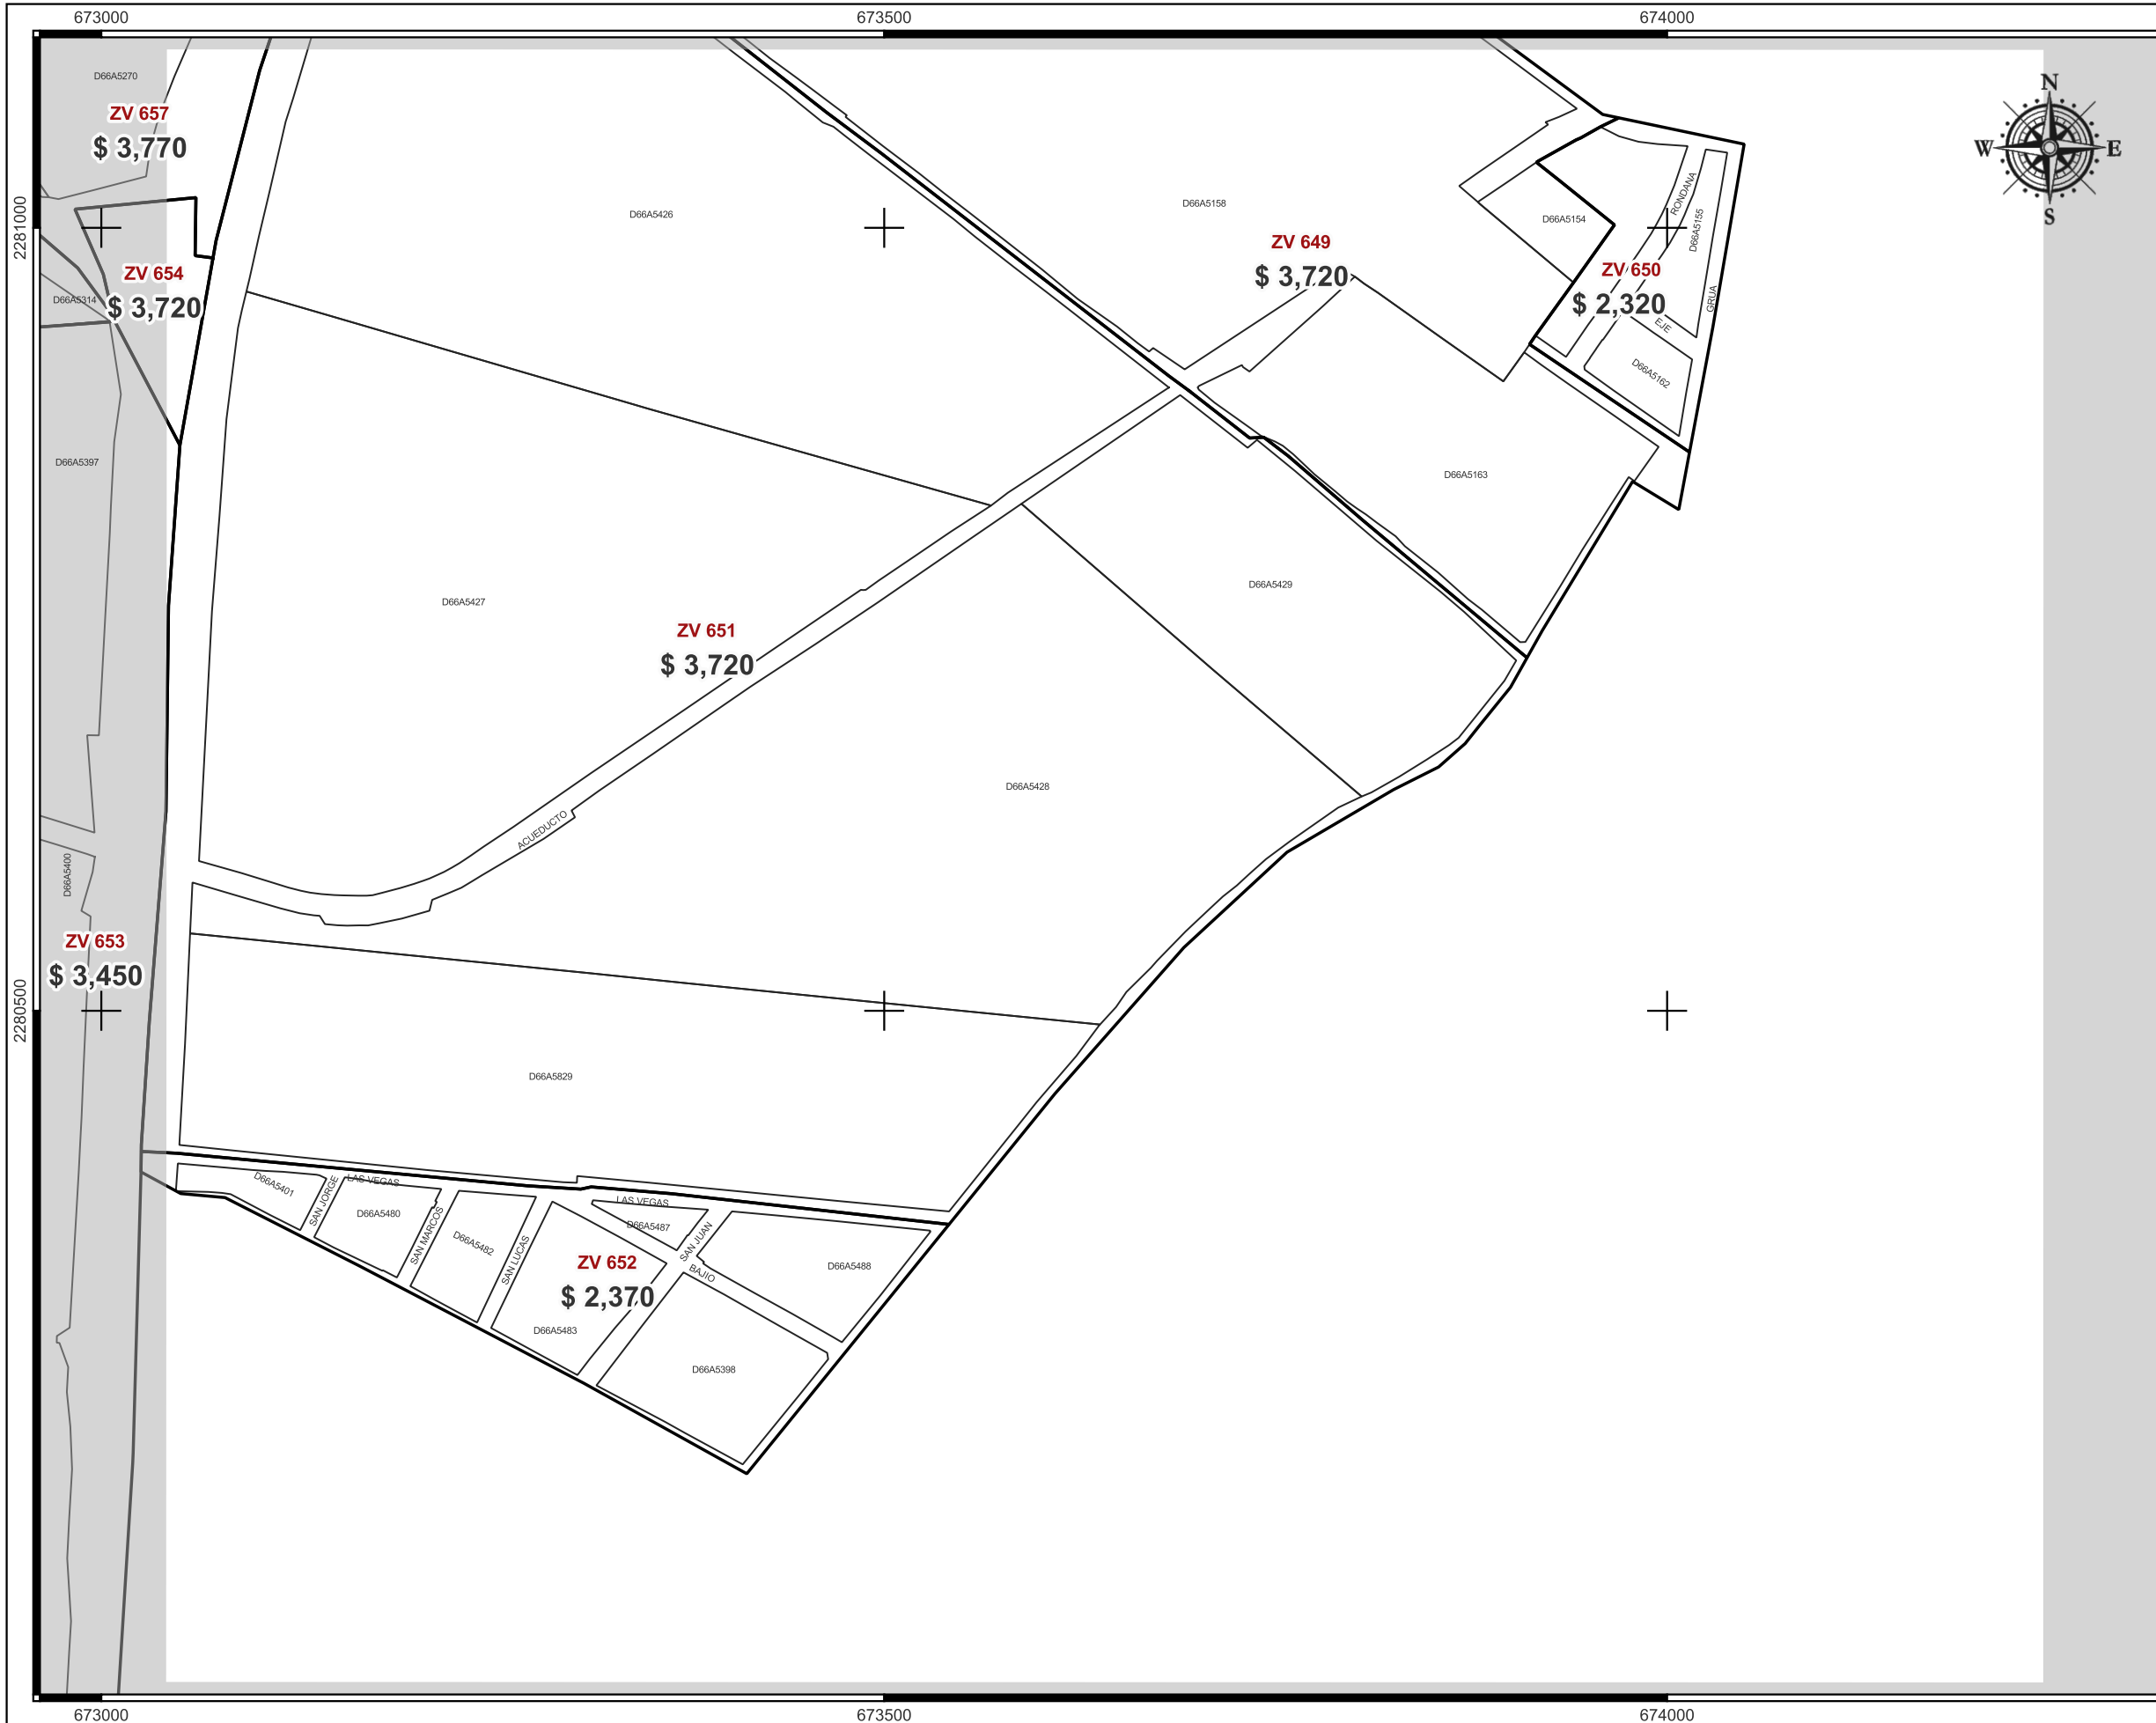 673000
673500
674000
D66A5270
ZV 657
$ 3,770
N
W
E
S
2281000
D66A5426
D66A5158
RONDANA
D66A5155
D66A5154
ZV 649
$ 3,720
ZV 650
$ 2,320
GRUA
EJE
D66A5162
ZV 654
$ 3,720
D66A5314
D66A5397
D66A5163
D66A5429
D66A5427
ZV 651
$ 3,720
D66A5428
ACUEDUCTO
D66A5400
ZV 653
$ 3,450
2280500
D66A5829
D66A5401
SAN JORGE
LAS VEGAS
D66A5480
SAN MARCOS
D66A5482
SAN LUCAS
LAS VEGAS
D66A5487
SAN JUAN
BAJIO
D66A5488
ZV 652
$ 2,370
D66A5483
D66A5398
673000
673500
674000